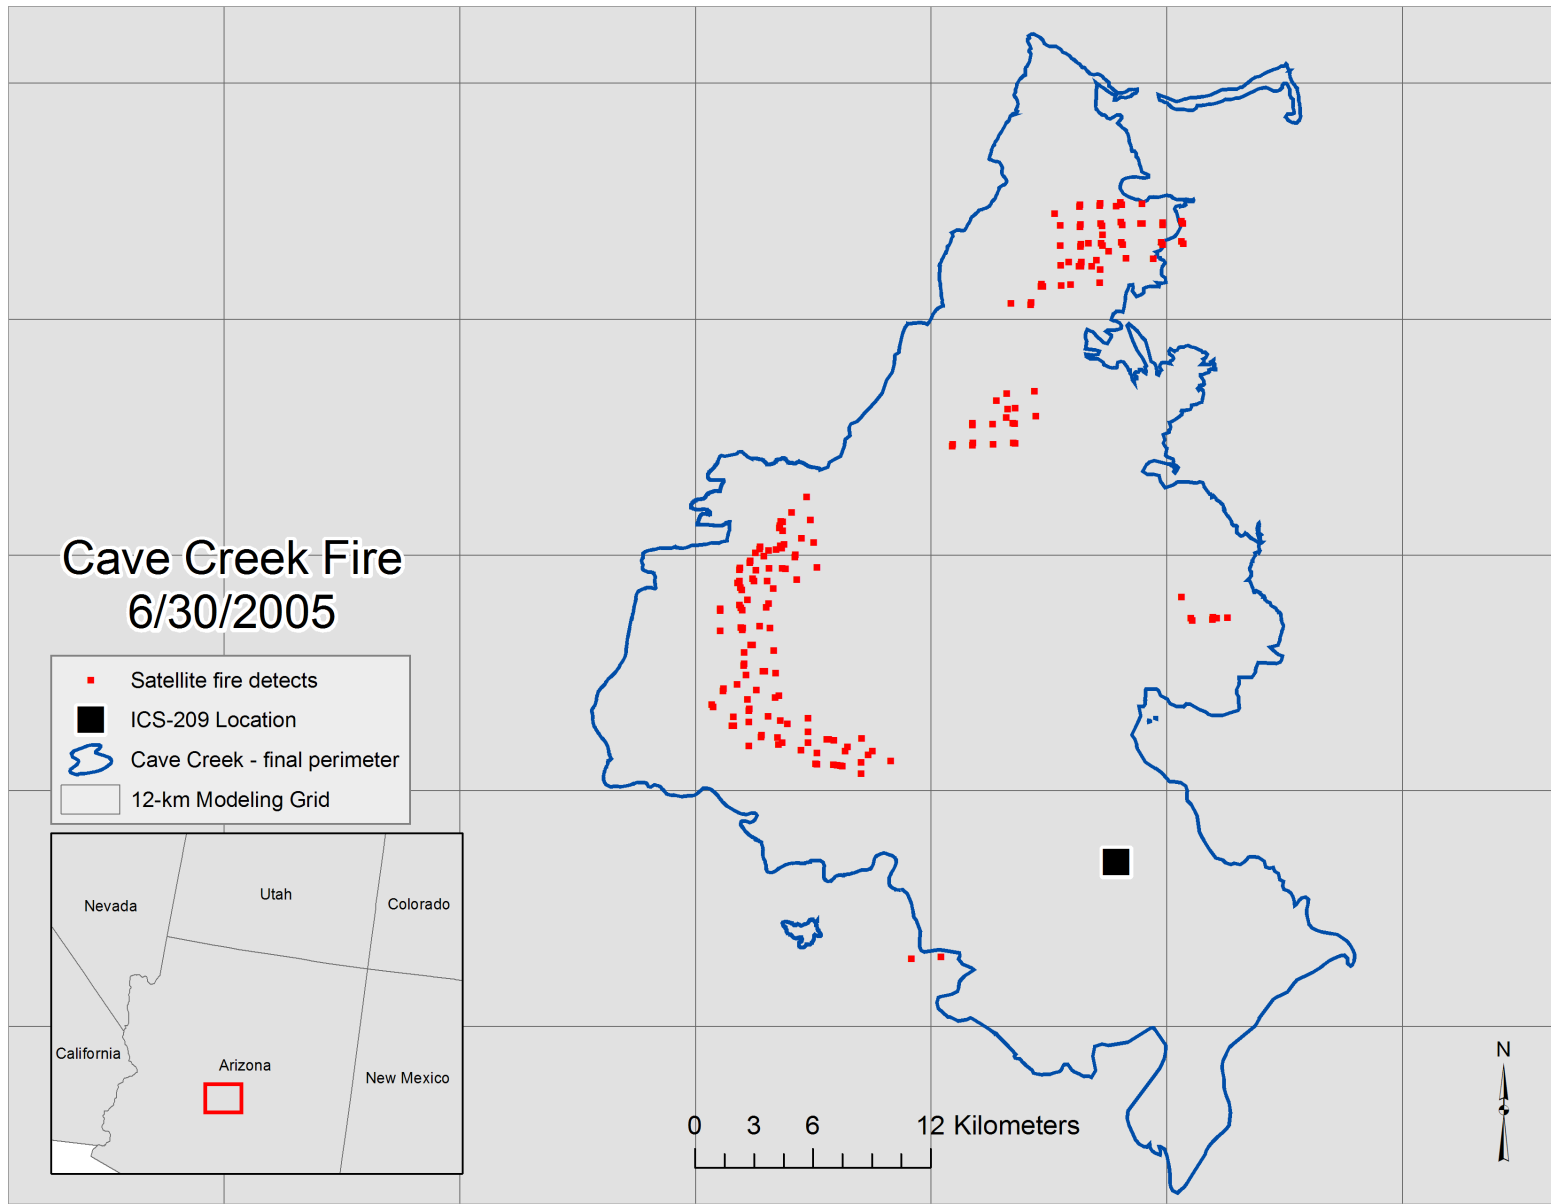 Cave Creek Fire
6/30/2005
Satellite fire detects
ICS-209 Location
Cave Creek - final perimeter
12-km Modeling Grid
Nevada
Utah
Colorado
California
Arizona
New Mexico
0 3 6 12 Kilometers
N